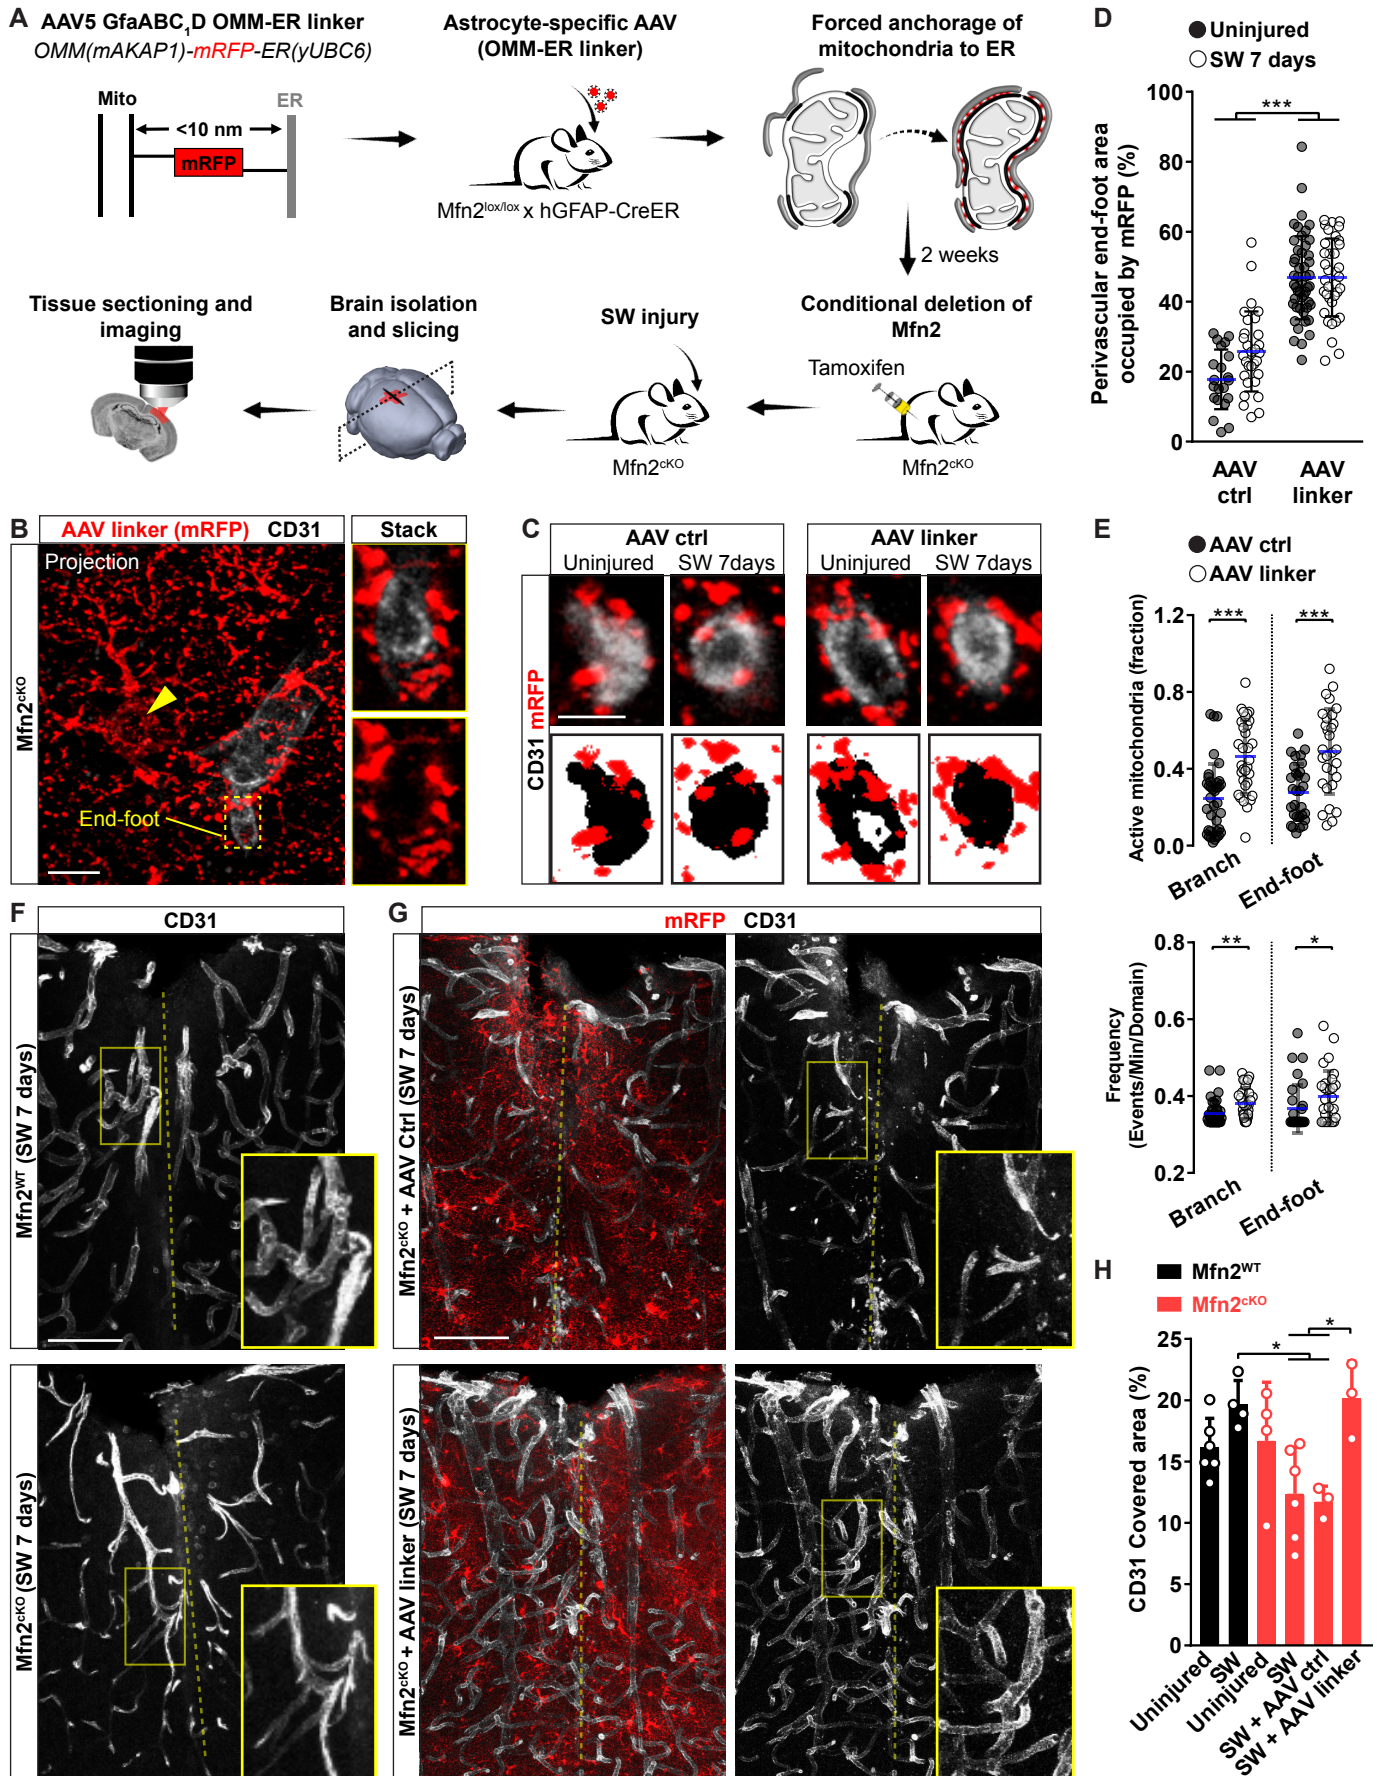 A
AAV5 GfaABC1D OMM-ER linker
OMM(mAKAP1)-mRFP-ER(yUBC6)
Mito
ER
<10 nm
mRFP
Astrocyte-specific AAV
(OMM-ER linker)
Mfn2lox/lox x hGFAP-CreER
Forced anchorage of
mitochondria to ER
2 weeks
Conditional deletion of
Mfn2
Tamoxifen
Mfn2cKO
SW injury
Mfn2cKO
Brain isolation
and slicing
Tissue sectioning and
imaging
D
Uninjured
SW 7 days
***
Perivascular end-foot area
occupied by mRFP (%)
100
80
60
40
20
0
AAV
ctrl
AAV
linker
B
AAV linker (mRFP) CD31
Stack
Mfn2cKO
Projection
End-foot
C
AAV ctrl
AAV linker
Uninjured
SW 7days
Uninjured
SW 7days
CD31 mRFP
E
AAV ctrl
AAV linker
Active mitochondria (fraction)
1.2
0.8
0.4
0.0
***
***
Branch
End-foot
Frequency
(Events/Min/Domain)
0.8
0.6
0.4
0.2
**
*
Branch
End-foot
F
CD31
Mfn2WT (SW 7 days)
Mfn2cKO (SW 7 days)
G
mRFP CD31
Mfn2cKO + AAV Ctrl (SW 7 days)
Mfn2cKO + AAV linker (SW 7 days)
H
Mfn2WT
Mfn2cKO
CD31 Covered area (%)
25
20
15
10
5
0
*
*
Uninjured
SW
Uninjured
SW
SW + AAV ctrl
SW + AAV linker